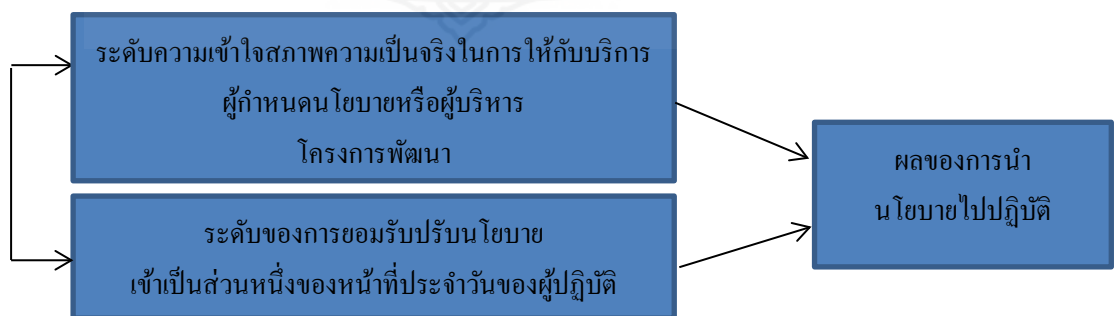 ระดับความเข้าใจสภาพความเป็นจริงในการให้กับบริการ
ผู้กำหนดนโยบายหรือผู้บริหาร
โครงการพัฒนา
ระดับของการยอมรับปรับนโยบาย
เข้าเป็นส่วนหนึ่งของหน้าที่ประจำวันของผู้ปฏิบัติ
ผลของการนำ
นโยบายไปปฏิบัติ